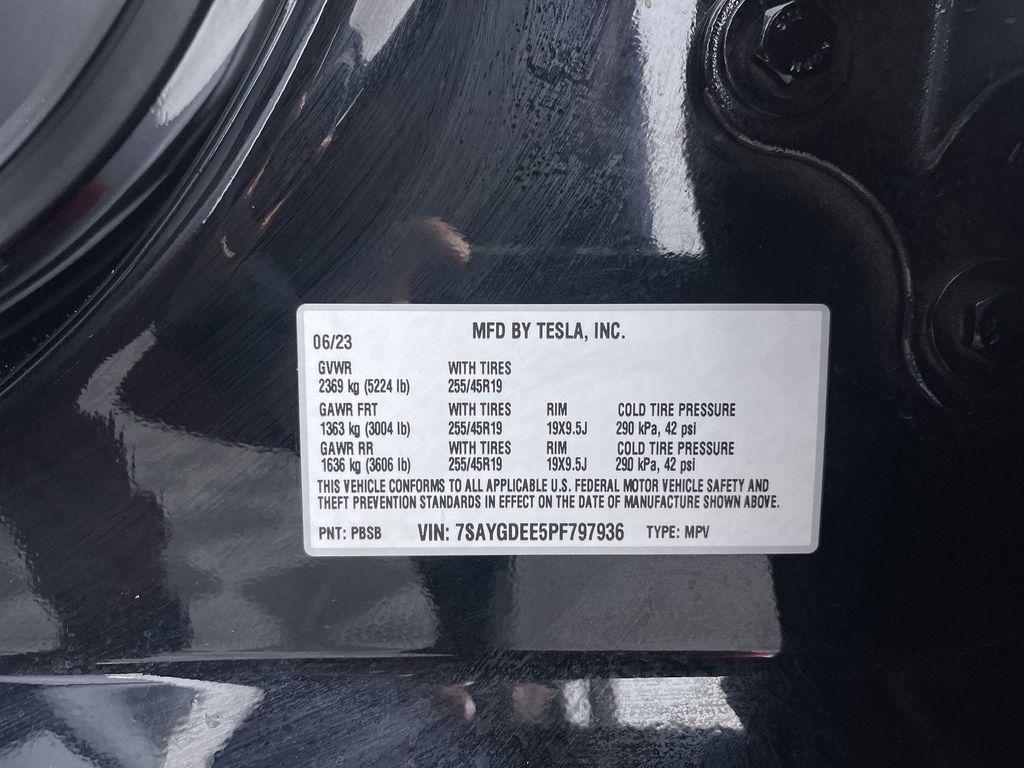 MFD BY TESLA, INC.
06/23
GVWR WITH TIRES
2369 kg (5224 lb) 255/45R19
GAWR FRT WITH TIRES RIM COLD TIRE PRESSURE
1363 kg (3004 lb) 255/45R19 19X9.5J 290 kPa, 42 psi
GAWR RR WITH TIRES RIM COLD TIRE PRESSURE
1636 kg (3606 lb) 255/45R19 19X9.5J 290 kPa, 42 psi
THIS VEHICLE CONFORMS TO ALL APPLICABLE U.S. FEDERAL MOTOR VEHICLE SAFETY AND
THEFT PREVENTION STANDARDS IN EFFECT ON THE DATE OF MANUFACTURE SHOWN ABOVE.
PNT: PBSB VIN: 7SAYGDEE5PF797936 TYPE: MPV